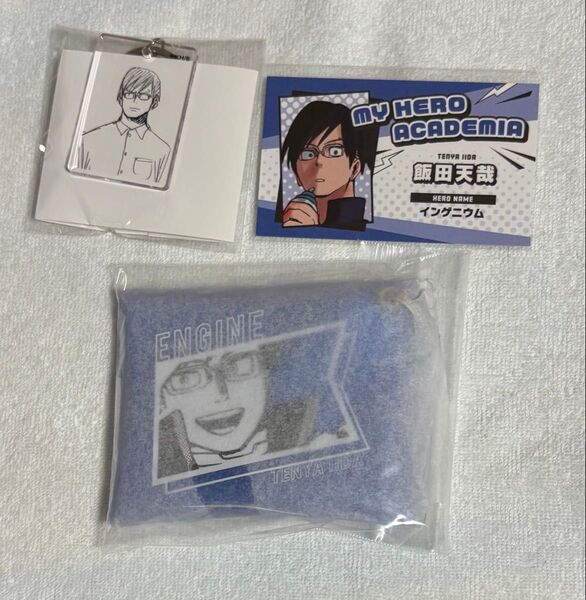 MY HERO
ACADEMIA
TENYA IIDA
飯田天哉
HERO NAME
インゲニウム
ENGINE
TENYA IIDA